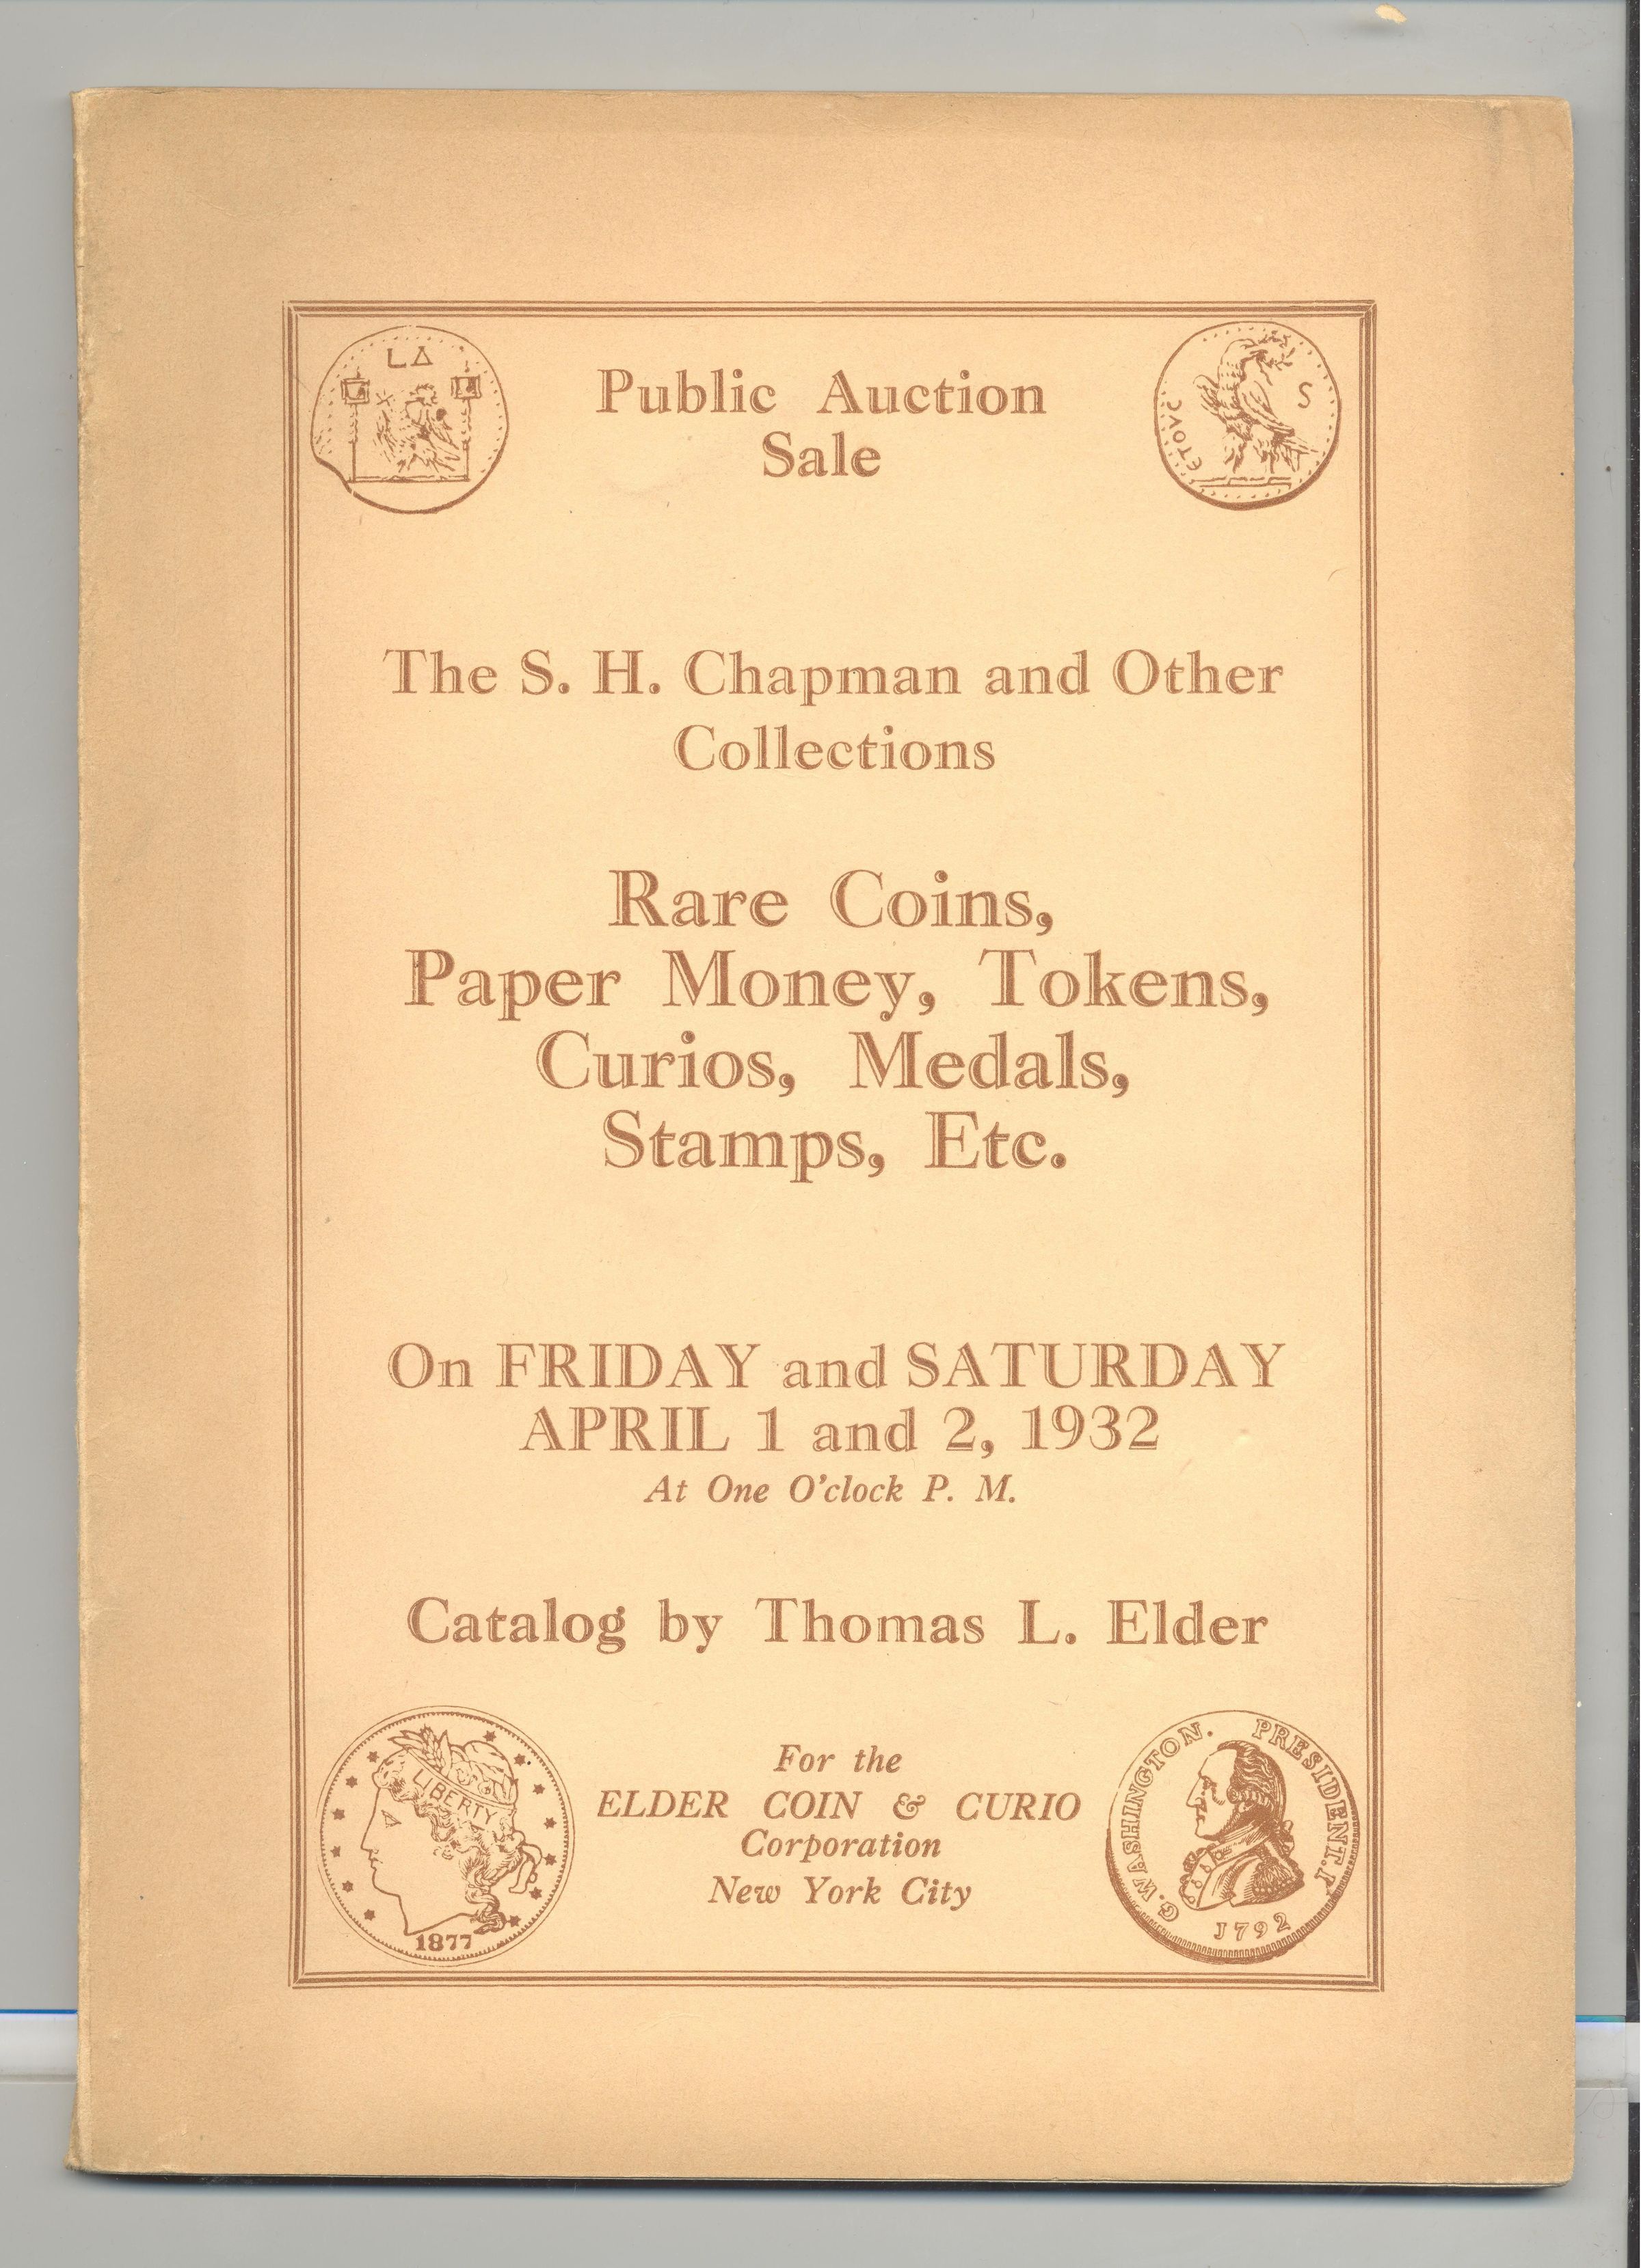 LΔ
ETOVC
S
Public Auction
Sale
The S. H. Chapman and Other
Collections
Rare Coins,
Paper Money, Tokens,
Curios, Medals,
Stamps, Etc.
On FRIDAY and SATURDAY
APRIL 1 and 2, 1932
At One O'clock P. M.
Catalog by Thomas L. Elder
For the
ELDER COIN & CURIO
Corporation
New York City
LIBERTY
1877
G. WASHINGTON. PRESIDENT. I.
1792